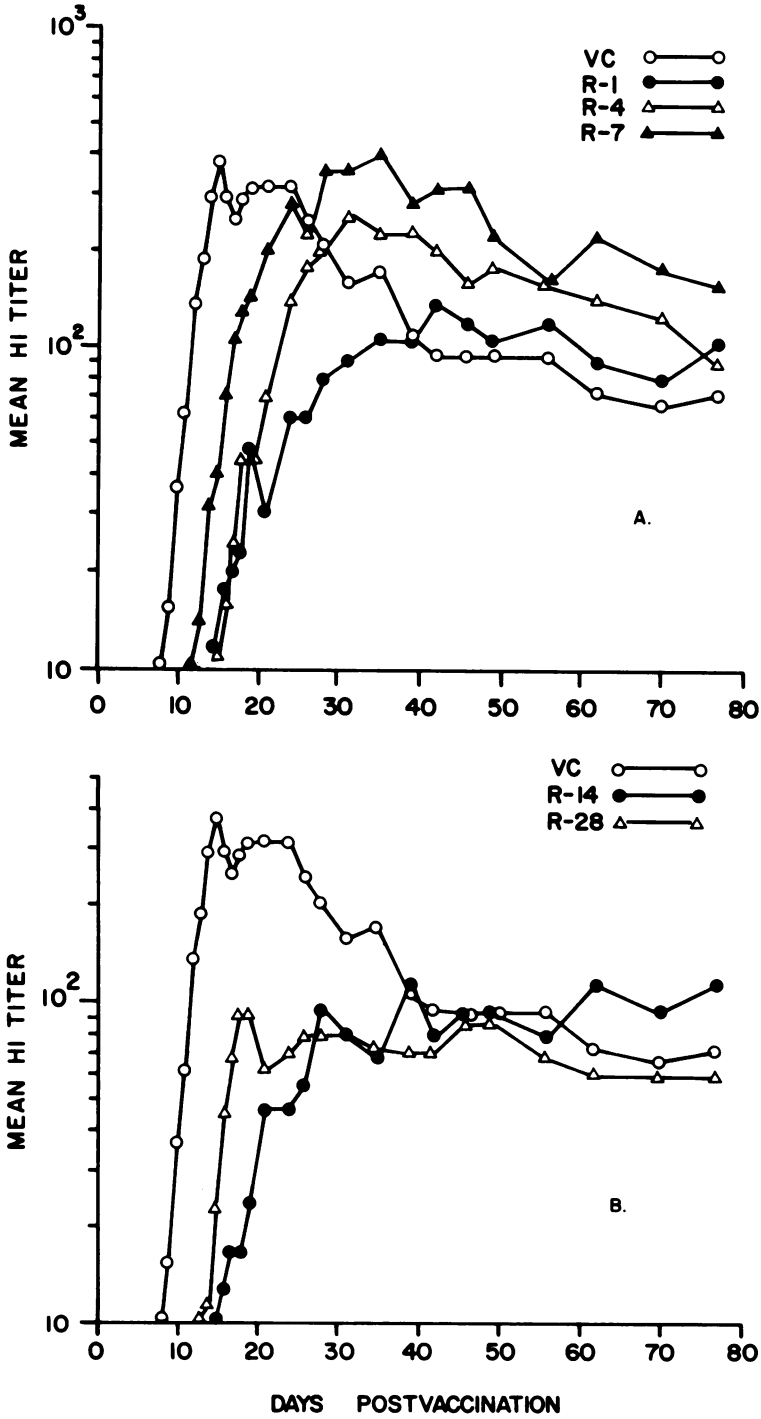 10³
VC
R-1
R-4
R-7
MEAN HI TITER
10²
A.
10
0 10 20 30 40 50 60 70 80
VC
R-14
R-28
MEAN HI TITER
10²
B.
10
0 10 20 30 40 50 60 70 80
DAYS POSTVACCINATION